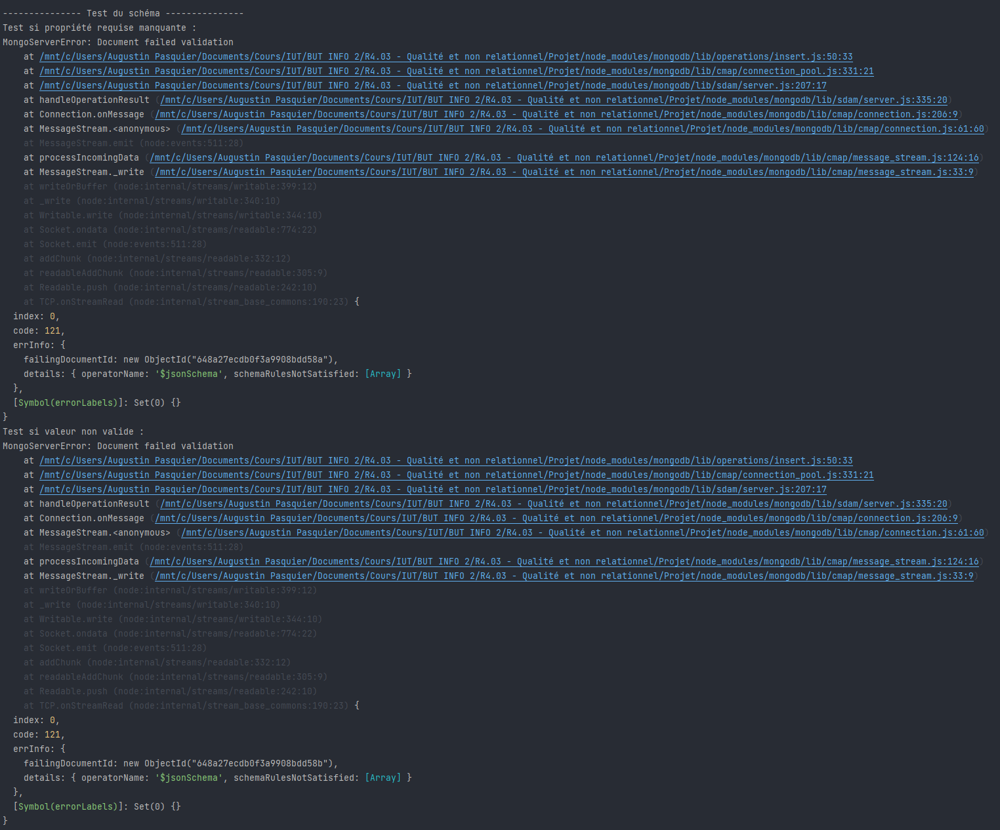 --------------- Test du schéma ---------------
Test si propriété requise manquante :
MongoServerError: Document failed validation
    at /mnt/c/Users/Augustin Pasquier/Documents/Cours/IUT/BUT INFO 2/R4.03 - Qualité et non relationnel/Projet/node_modules/mongodb/lib/operations/insert.js:50:33
    at /mnt/c/Users/Augustin Pasquier/Documents/Cours/IUT/BUT INFO 2/R4.03 - Qualité et non relationnel/Projet/node_modules/mongodb/lib/cmap/connection_pool.js:331:21
    at /mnt/c/Users/Augustin Pasquier/Documents/Cours/IUT/BUT INFO 2/R4.03 - Qualité et non relationnel/Projet/node_modules/mongodb/lib/sdam/server.js:207:17
    at handleOperationResult (/mnt/c/Users/Augustin Pasquier/Documents/Cours/IUT/BUT INFO 2/R4.03 - Qualité et non relationnel/Projet/node_modules/mongodb/lib/sdam/server.js:335:20)
    at Connection.onMessage (/mnt/c/Users/Augustin Pasquier/Documents/Cours/IUT/BUT INFO 2/R4.03 - Qualité et non relationnel/Projet/node_modules/mongodb/lib/cmap/connection.js:206:9)
    at MessageStream.<anonymous> (/mnt/c/Users/Augustin Pasquier/Documents/Cours/IUT/BUT INFO 2/R4.03 - Qualité et non relationnel/Projet/node_modules/mongodb/lib/cmap/connection.js:61:60)
    at MessageStream.emit (node:events:511:28)
    at processIncomingData (/mnt/c/Users/Augustin Pasquier/Documents/Cours/IUT/BUT INFO 2/R4.03 - Qualité et non relationnel/Projet/node_modules/mongodb/lib/cmap/message_stream.js:124:16)
    at MessageStream._write (/mnt/c/Users/Augustin Pasquier/Documents/Cours/IUT/BUT INFO 2/R4.03 - Qualité et non relationnel/Projet/node_modules/mongodb/lib/cmap/message_stream.js:33:9)
    at writeOrBuffer (node:internal/streams/writable:399:12)
    at _write (node:internal/streams/writable:340:10)
    at Writable.write (node:internal/streams/writable:344:10)
    at Socket.ondata (node:internal/streams/readable:774:22)
    at Socket.emit (node:events:511:28)
    at addChunk (node:internal/streams/readable:332:12)
    at readableAddChunk (node:internal/streams/readable:305:9)
    at Readable.push (node:internal/streams/readable:242:10)
    at TCP.onStreamRead (node:internal/stream_base_commons:190:23) {
  index: 0,
  code: 121,
  errInfo: {
    failingDocumentId: new ObjectId("648a27ecdb0f3a9908bdd58a"),
    details: { operatorName: '$jsonSchema', schemaRulesNotSatisfied: [Array] }
  },
  [Symbol(errorLabels)]: Set(0) {}
}
Test si valeur non valide :
MongoServerError: Document failed validation
    at /mnt/c/Users/Augustin Pasquier/Documents/Cours/IUT/BUT INFO 2/R4.03 - Qualité et non relationnel/Projet/node_modules/mongodb/lib/operations/insert.js:50:33
    at /mnt/c/Users/Augustin Pasquier/Documents/Cours/IUT/BUT INFO 2/R4.03 - Qualité et non relationnel/Projet/node_modules/mongodb/lib/cmap/connection_pool.js:331:21
    at /mnt/c/Users/Augustin Pasquier/Documents/Cours/IUT/BUT INFO 2/R4.03 - Qualité et non relationnel/Projet/node_modules/mongodb/lib/sdam/server.js:207:17
    at handleOperationResult (/mnt/c/Users/Augustin Pasquier/Documents/Cours/IUT/BUT INFO 2/R4.03 - Qualité et non relationnel/Projet/node_modules/mongodb/lib/sdam/server.js:335:20)
    at Connection.onMessage (/mnt/c/Users/Augustin Pasquier/Documents/Cours/IUT/BUT INFO 2/R4.03 - Qualité et non relationnel/Projet/node_modules/mongodb/lib/cmap/connection.js:206:9)
    at MessageStream.<anonymous> (/mnt/c/Users/Augustin Pasquier/Documents/Cours/IUT/BUT INFO 2/R4.03 - Qualité et non relationnel/Projet/node_modules/mongodb/lib/cmap/connection.js:61:60)
    at MessageStream.emit (node:events:511:28)
    at processIncomingData (/mnt/c/Users/Augustin Pasquier/Documents/Cours/IUT/BUT INFO 2/R4.03 - Qualité et non relationnel/Projet/node_modules/mongodb/lib/cmap/message_stream.js:124:16)
    at MessageStream._write (/mnt/c/Users/Augustin Pasquier/Documents/Cours/IUT/BUT INFO 2/R4.03 - Qualité et non relationnel/Projet/node_modules/mongodb/lib/cmap/message_stream.js:33:9)
    at writeOrBuffer (node:internal/streams/writable:399:12)
    at _write (node:internal/streams/writable:340:10)
    at Writable.write (node:internal/streams/writable:344:10)
    at Socket.ondata (node:internal/streams/readable:774:22)
    at Socket.emit (node:events:511:28)
    at addChunk (node:internal/streams/readable:332:12)
    at readableAddChunk (node:internal/streams/readable:305:9)
    at Readable.push (node:internal/streams/readable:242:10)
    at TCP.onStreamRead (node:internal/stream_base_commons:190:23) {
  index: 0,
  code: 121,
  errInfo: {
    failingDocumentId: new ObjectId("648a27ecdb0f3a9908bdd58b"),
    details: { operatorName: '$jsonSchema', schemaRulesNotSatisfied: [Array] }
  },
  [Symbol(errorLabels)]: Set(0) {}
}